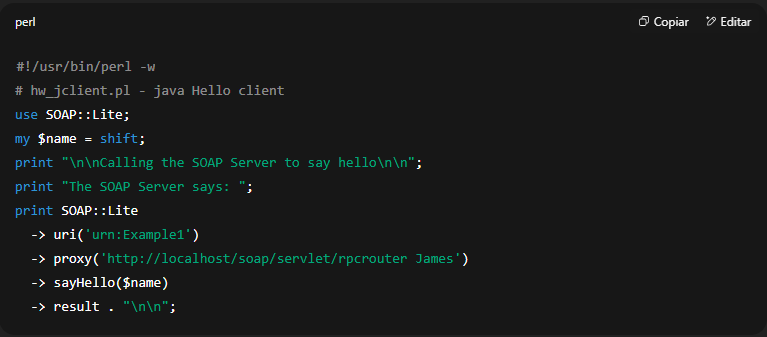 perl
Copiar
Editar
#!/usr/bin/perl -w
# hw_jclient.pl - java Hello client
use SOAP::Lite;
my $name = shift;
print "\n\nCalling the SOAP Server to say hello\n\n";
print "The SOAP Server says: ";
print SOAP::Lite
  -> uri('urn:Example1')
  -> proxy('http://localhost/soap/servlet/rpcrouter James')
  -> sayHello($name)
  -> result . "\n\n";